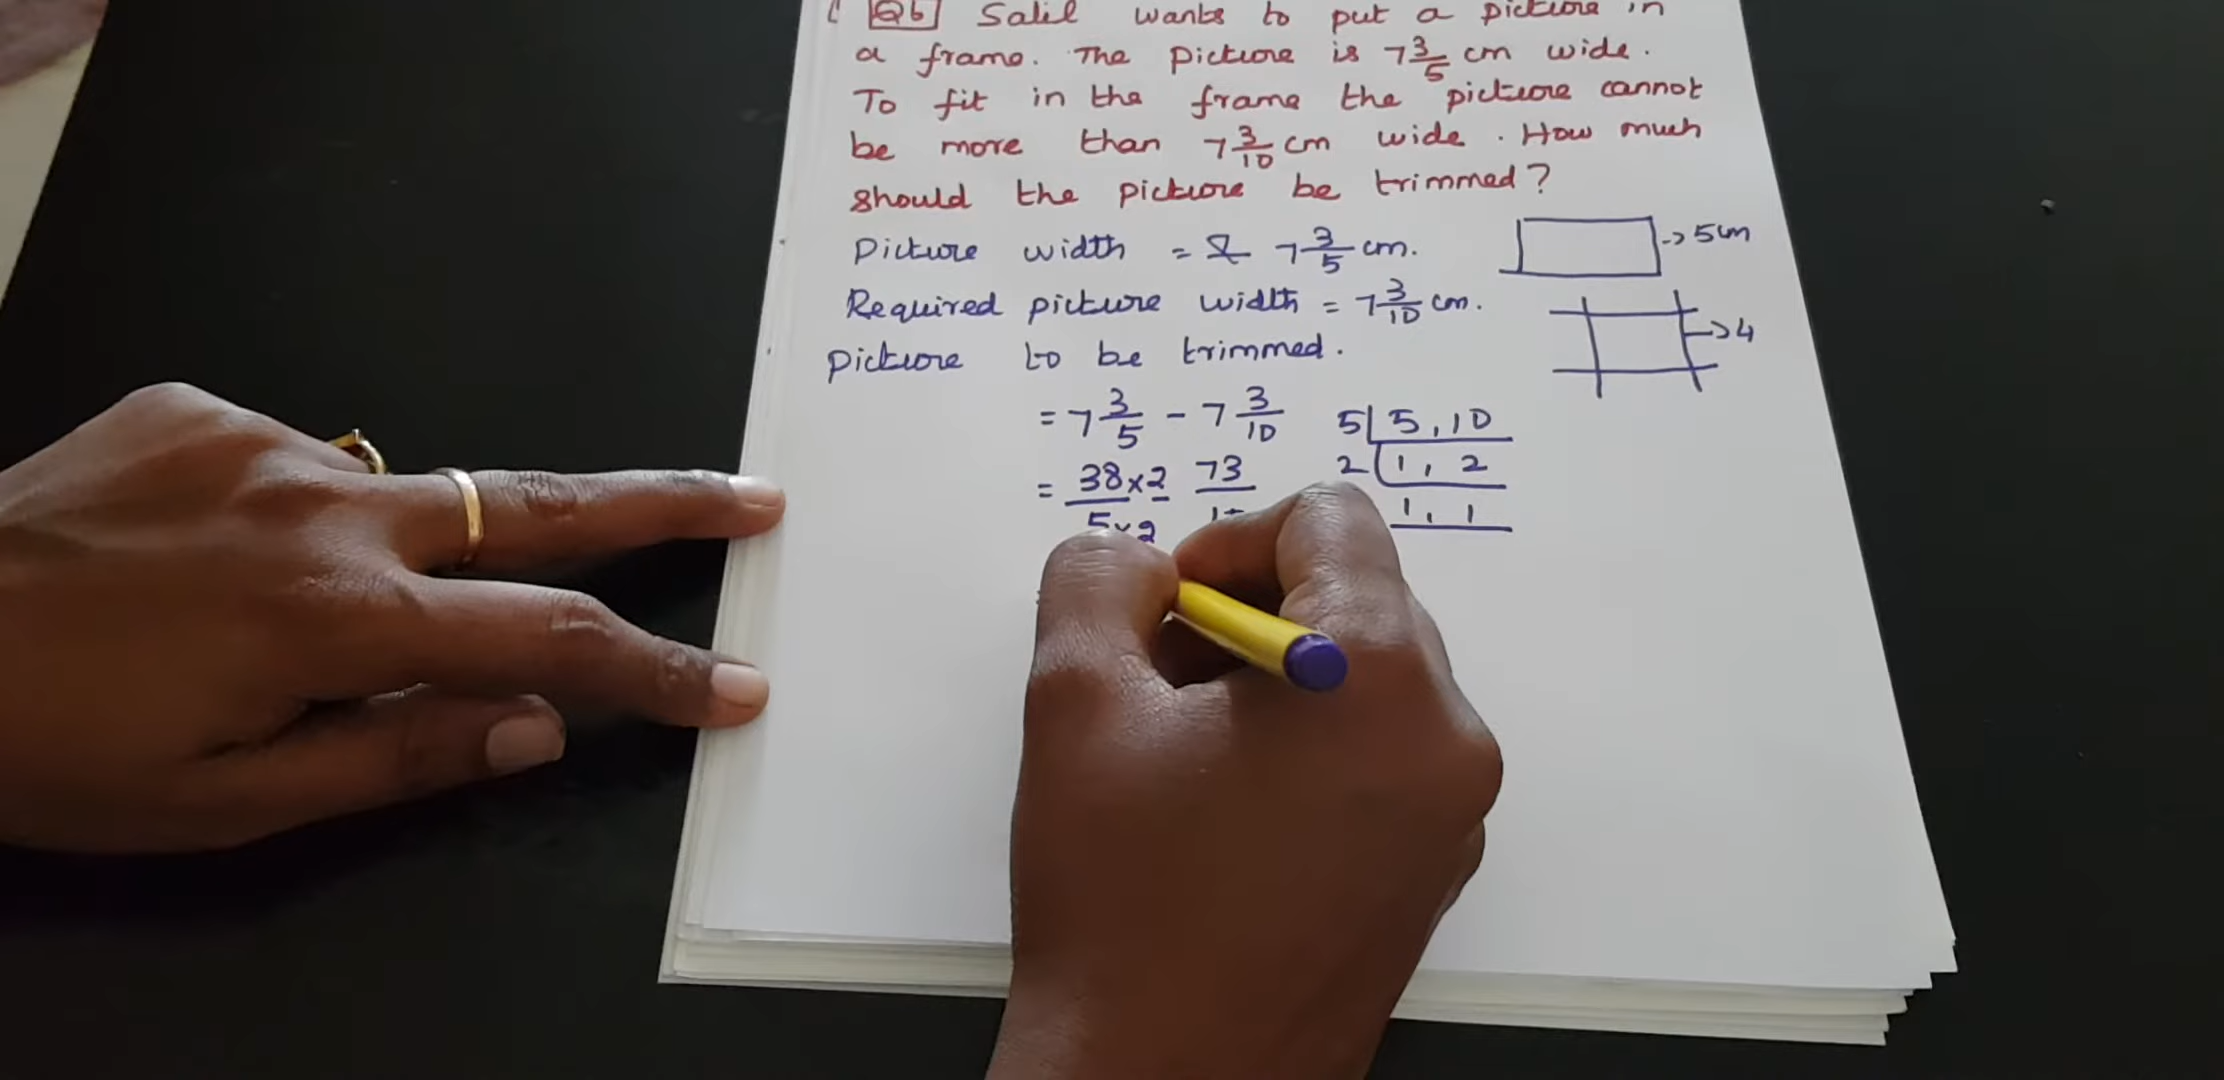 Q6 Salil wants to put a picture in
a frame. The picture is 7 3/5 cm wide.
To fit in the frame the picture cannot
be more than 7 3/10 cm wide. How much
should the picture be trimmed?
Picture width = 7 3/5 cm.
→ 5cm
Required picture width = 7 3/10 cm.
→ 4
Picture to be trimmed.
= 7 3/5 - 7 3/10
5 | 5, 10
2 | 1, 2
1, 1
= 38×2/5×2 - 73